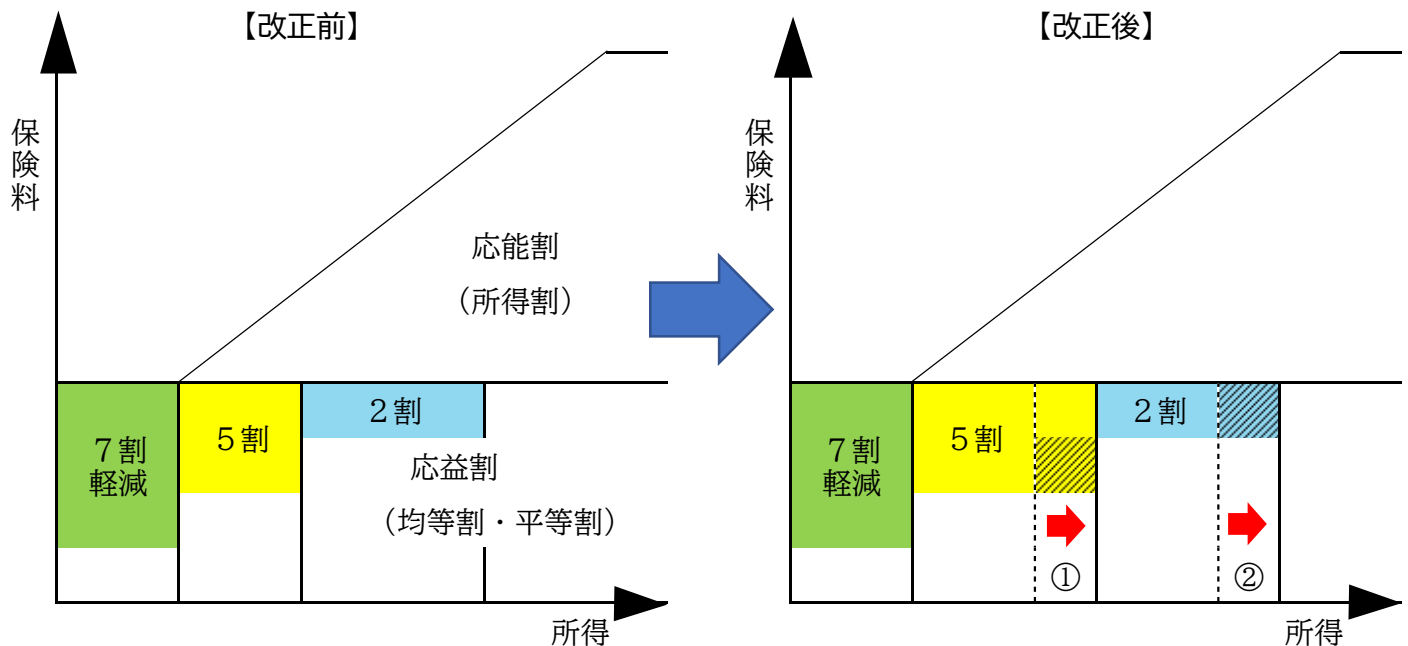 【改正前】
保険料
応能割
（所得割）
７割
軽減
５割
２割
応益割
（均等割・平等割）
所得
【改正後】
保険料
７割
軽減
５割
２割
①
②
所得